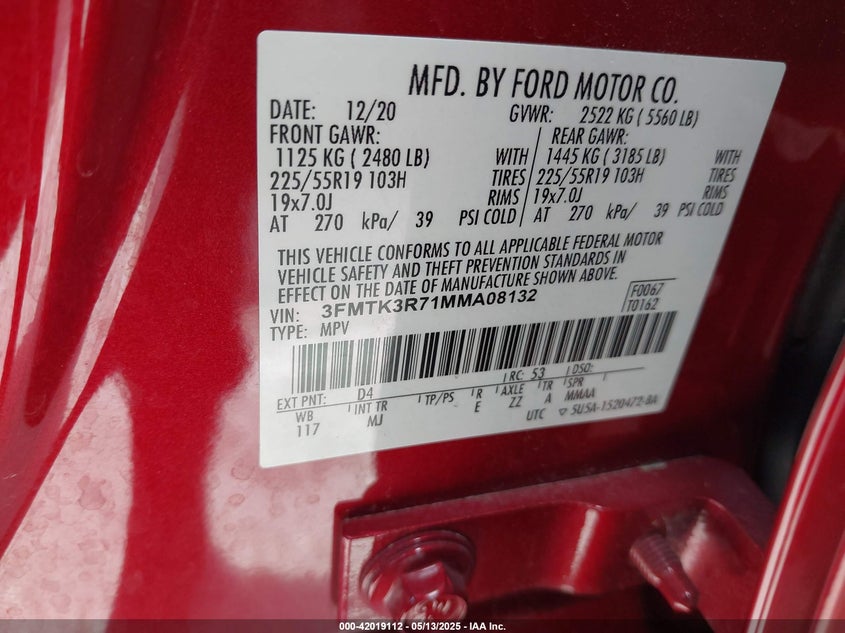 MFD. BY FORD MOTOR CO.
DATE: 12/20 GVWR: 2522 KG ( 5560 LB)
FRONT GAWR: REAR GAWR:
1125 KG ( 2480 LB) WITH 1445 KG ( 3185 LB) WITH
225/55R19 103H TIRES 225/55R19 103H TIRES
19x7.0J RIMS 19x7.0J RIMS
AT 270 kPa/ 39 PSI COLD AT 270 kPa/ 39 PSI COLD
THIS VEHICLE CONFORMS TO ALL APPLICABLE FEDERAL MOTOR
VEHICLE SAFETY AND THEFT PREVENTION STANDARDS IN
EFFECT ON THE DATE OF MANUFACTURE SHOWN ABOVE.
VIN: 3FMTK3R71MMA08132 F0067
TYPE: MPV T0162
EXT PNT: D4 RC: 53 DSO:
WB INT TR TP/PS R AXLE TR SPR
117 MJ E ZZ A MMAA
UTC ▽ SUSA-1520472-BA
000-42019112 - 05/13/2025 - IAA Inc.